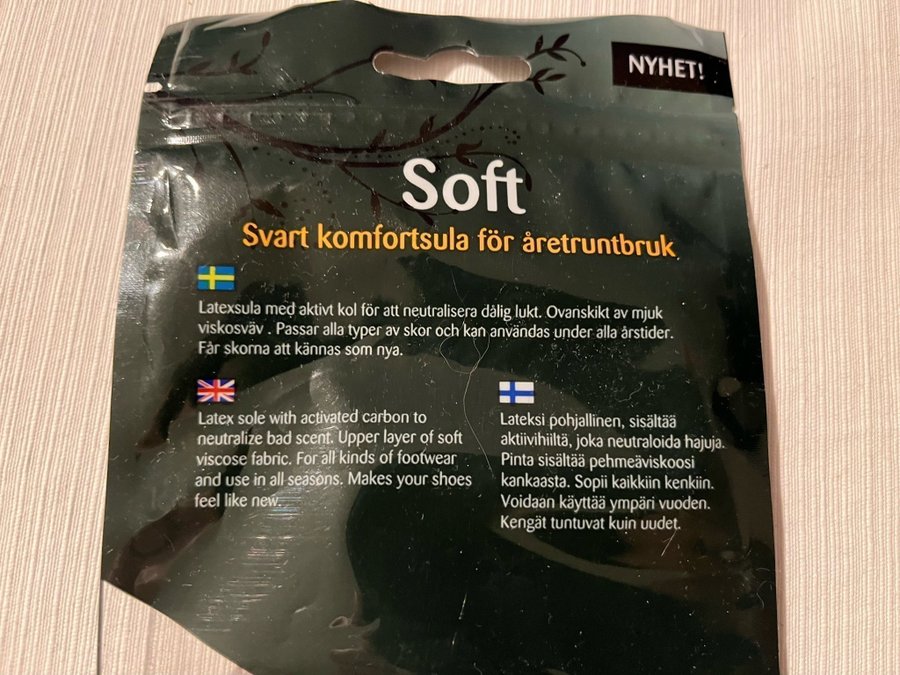 NYHET!
Soft
Svart komfortsula för åretruntbruk
Latexsula med aktivt kol för att neutralisera dålig lukt. Ovanskikt av mjuk
viskosväv . Passar alla typer av skor och kan användas under alla årstider.
Får skorna att kännas som nya.
Latex sole with activated carbon to
neutralize bad scent. Upper layer of soft
viscose fabric. For all kinds of footwear
and use in all seasons. Makes your shoes
feel like new.
Lateksi pohjallinen, sisältää
aktiivihiiltä, joka neutraloida hajuja.
Pinta sisältää pehmeäviskoosi
kankaasta. Sopii kaikkiin kenkiin.
Voidaan käyttää ympäri vuoden.
Kengät tuntuvat kuin uudet.